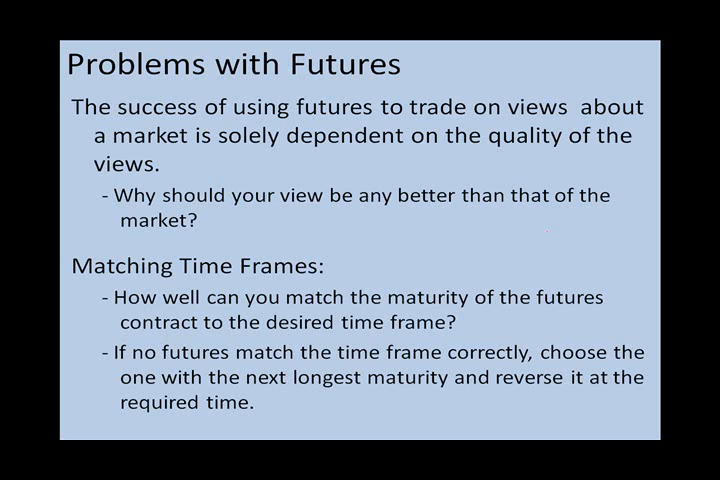 Problems with Futures
The success of using futures to trade on views about
a market is solely dependent on the quality of the
views.
- Why should your view be any better than that of the
market?
Matching Time Frames:
- How well can you match the maturity of the futures
contract to the desired time frame?
- If no futures match the time frame correctly, choose the
one with the next longest maturity and reverse it at the
required time.